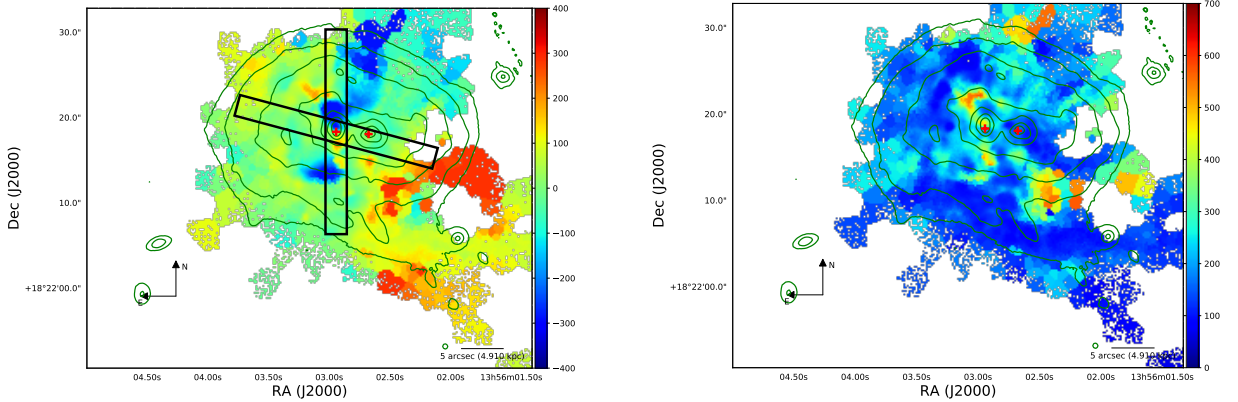 400
300
200
100
0
−100
−200
−300
−400
30.0"
20.0"
10.0"
+18°22'00.0"
Dec (J2000)
N
E
5 arcsec (4.910 kpc)
04.50s 04.00s 03.50s 03.00s 02.50s 02.00s 13h56m01.50s
RA (J2000)
700
600
500
400
300
200
100
0
30.0"
20.0"
10.0"
+18°22'00.0"
Dec (J2000)
N
E
5 arcsec (4.910
04.50s 04.00s 03.50s 03.00s 02.50s 02.00s 13h56m01.50s
RA (J2000)